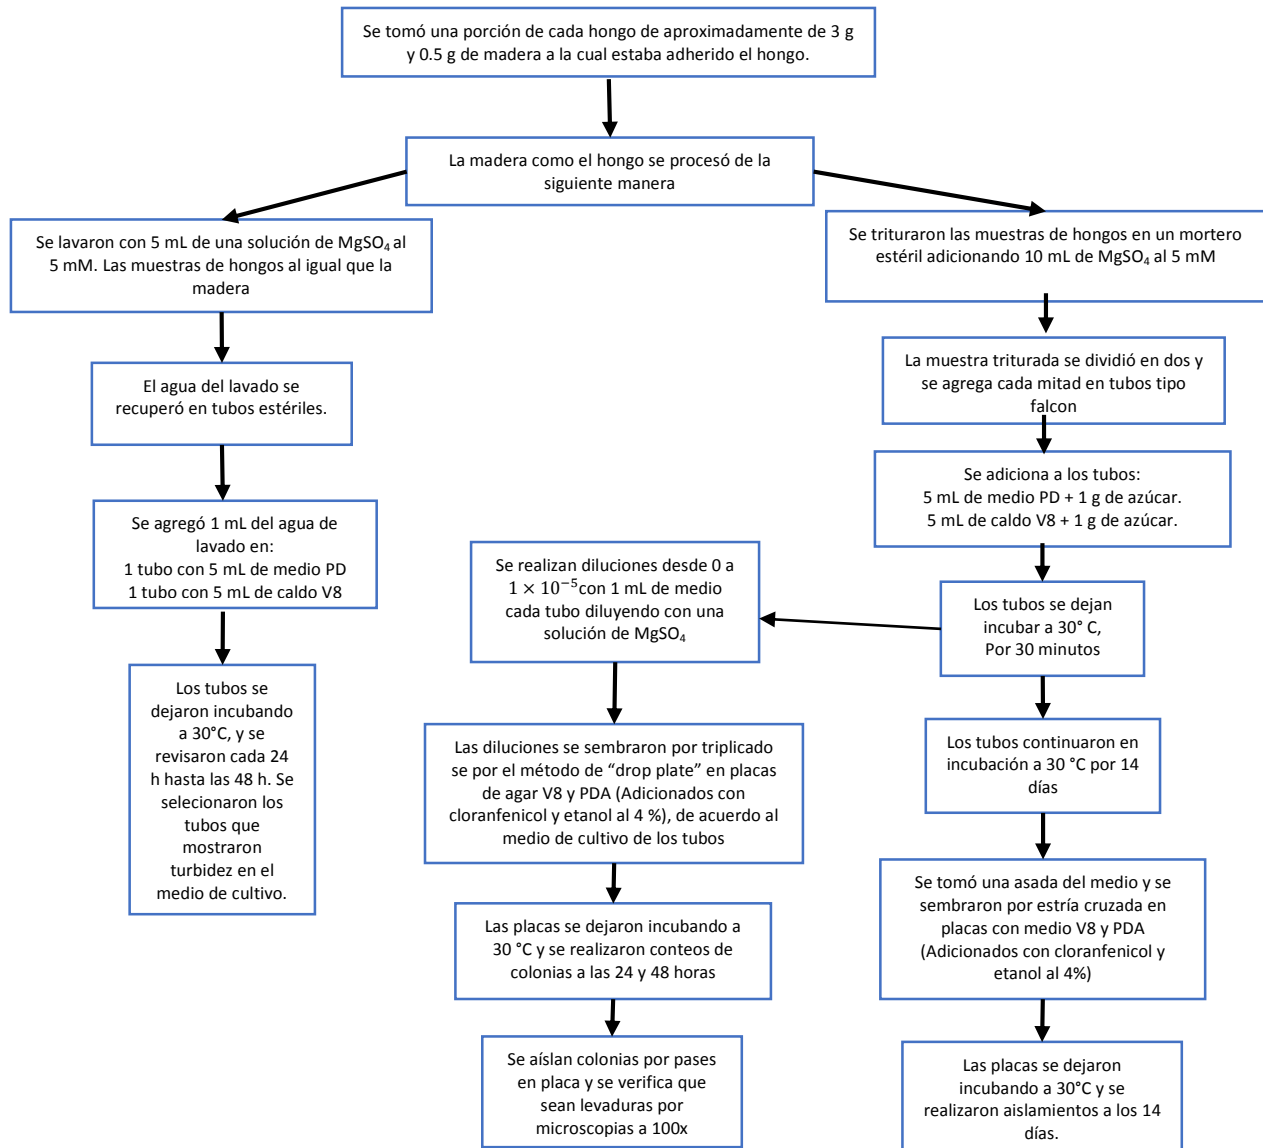 Se tomó una porción de cada hongo de aproximadamente de 3 g
y 0.5 g de madera a la cual estaba adherido el hongo.
La madera como el hongo se procesó de la
siguiente manera
Se lavaron con 5 mL de una solución de MgSO₄ al
5 mM. Las muestras de hongos al igual que la
madera
El agua del lavado se
recuperó en tubos estériles.
Se agregó 1 mL del agua de
lavado en:
1 tubo con 5 mL de medio PD
1 tubo con 5 mL de caldo V8
Los tubos se
dejaron incubando
a 30°C, y se
revisaron cada 24
h hasta las 48 h. Se
selecionaron los
tubos que
mostraron
turbidez en el
medio de cultivo.
Se trituraron las muestras de hongos en un mortero
estéril adicionando 10 mL de MgSO₄ al 5 mM
La muestra triturada se dividió en dos y
se agrega cada mitad en tubos tipo
falcon
Se adiciona a los tubos:
5 mL de medio PD + 1 g de azúcar.
5 mL de caldo V8 + 1 g de azúcar.
Los tubos se dejan
incubar a 30° C,
Por 30 minutos
Se realizan diluciones desde 0 a
1 × 10⁻⁵ con 1 mL de medio
cada tubo diluyendo con una
solución de MgSO₄
Las diluciones se sembraron por triplicado
se por el método de “drop plate” en placas
de agar V8 y PDA (Adicionados con
cloranfenicol y etanol al 4 %), de acuerdo al
medio de cultivo de los tubos
Las placas se dejaron incubando a
30 °C y se realizaron conteos de
colonias a las 24 y 48 horas
Se aíslan colonias por pases
en placa y se verifica que
sean levaduras por
microscopias a 100x
Los tubos continuaron en
incubación a 30 °C por 14
días
Se tomó una asada del medio y se
sembraron por estría cruzada en
placas con medio V8 y PDA
(Adicionados con cloranfenicol y
etanol al 4%)
Las placas se dejaron
incubando a 30°C y se
realizaron aislamientos a los 14
días.